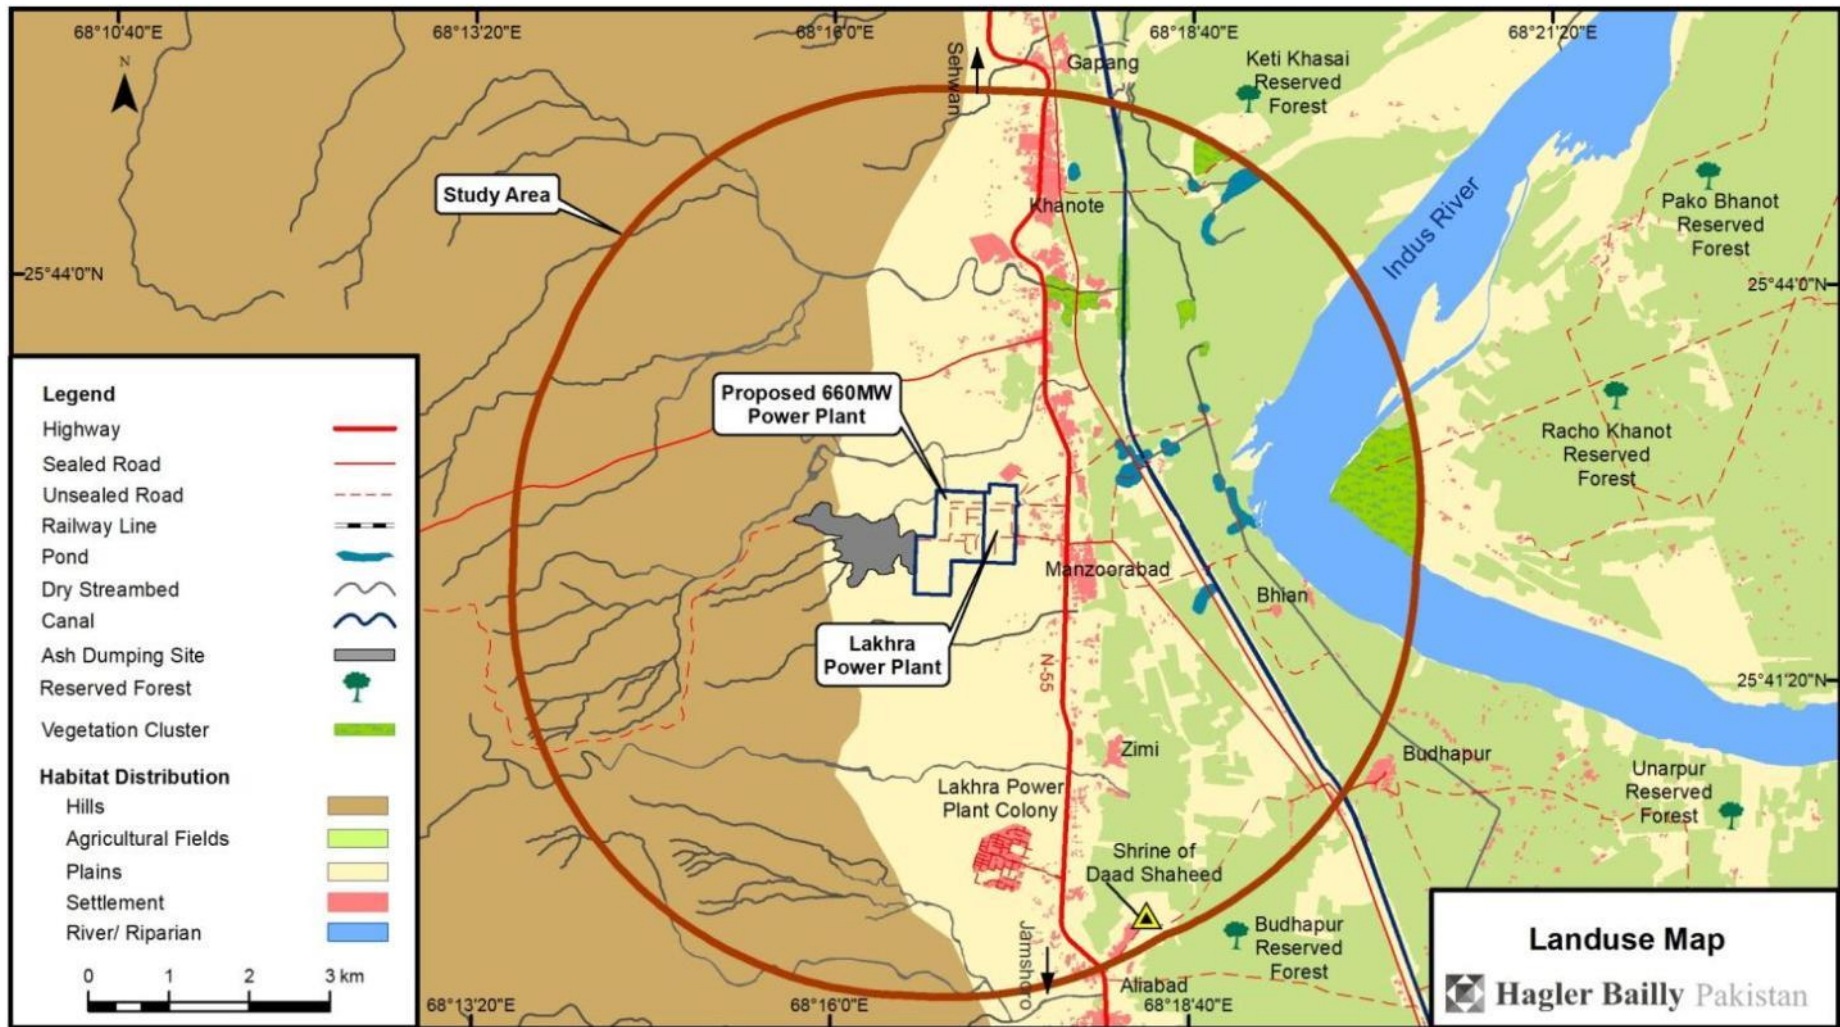 68°10'40"E
68°13'20"E
68°16'0"E
68°18'40"E
68°21'20"E
N
Sehwan
Gapang
Keti Khasai
Reserved
Forest
Study Area
Khanote
Indus River
Pako Bhanot
Reserved
Forest
25°44'0"N
25°44'0"N
Legend
Highway
Sealed Road
Unsealed Road
Railway Line
Pond
Dry Streambed
Canal
Ash Dumping Site
Reserved Forest
Vegetation Cluster
Habitat Distribution
Hills
Agricultural Fields
Plains
Settlement
River/ Riparian
0 1 2 3 km
Proposed 660MW
Power Plant
Racho Khanot
Reserved
Forest
Manzoorabad
Bhian
Lakhra
Power Plant
N-55
25°41'20"N
Zimi
Budhapur
Lakhra Power
Plant Colony
Unarpur
Reserved
Forest
Shrine of
Daad Shaheed
Jamshoro
Budhapur
Reserved
Forest
Aliabad
68°13'20"E
68°16'0"E
68°18'40"E
Landuse Map
Hagler Bailly Pakistan